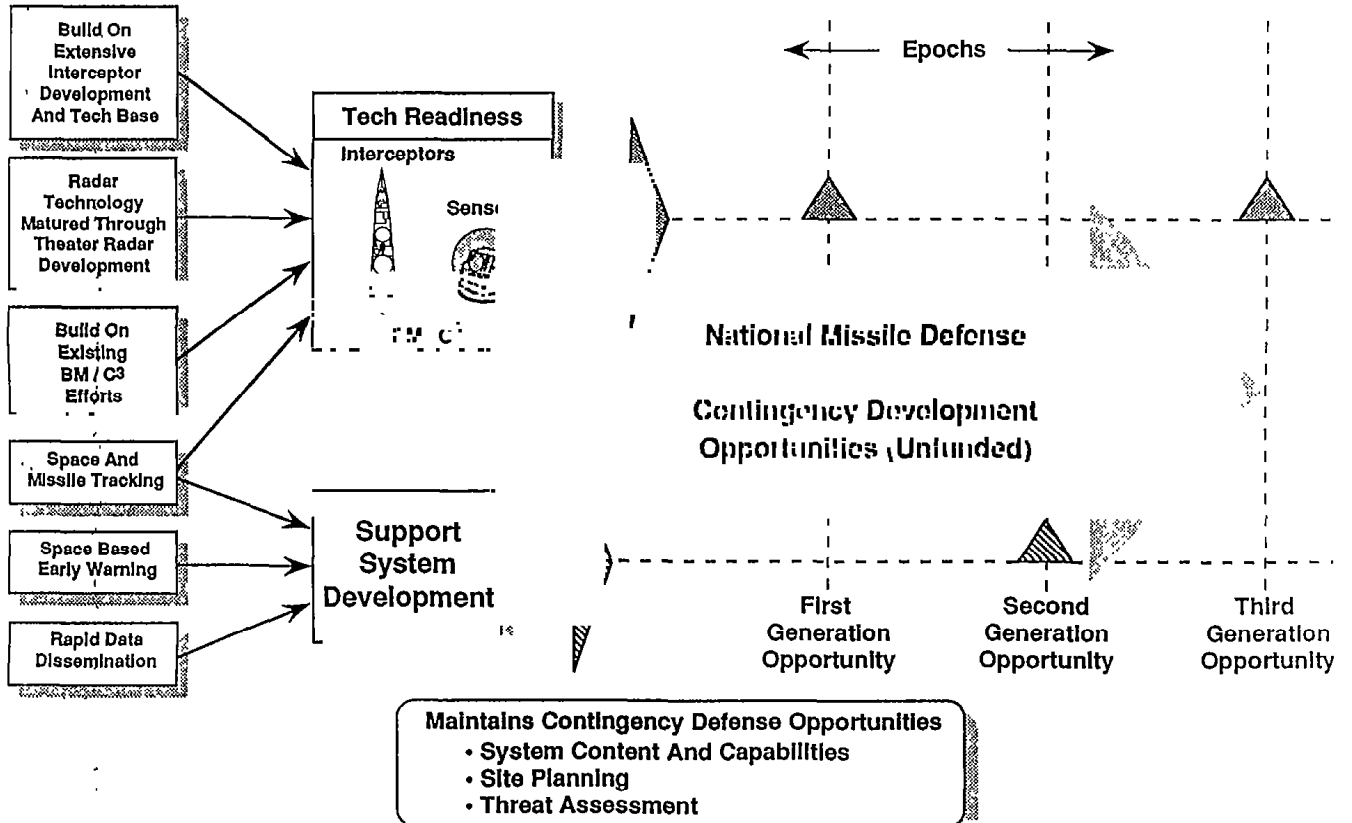 Build On
Extensive
Interceptor
Development
And Tech Base
Radar
Technology
Matured Through
Theater Radar
Development
Build On
Existing
BM / C3
Efforts
Space And
Missile Tracking
Space Based
Early Warning
Rapid Data
Dissemination
Tech Readiness
Interceptors
Support
System
Development
Epochs
National Missile Defense
Contingency Development
Opportunities (Unfunded)
First
Generation
Opportunity
Second
Generation
Opportunity
Third
Generation
Opportunity
Maintains Contingency Defense Opportunities
• System Content And Capabilities
• Site Planning
• Threat Assessment